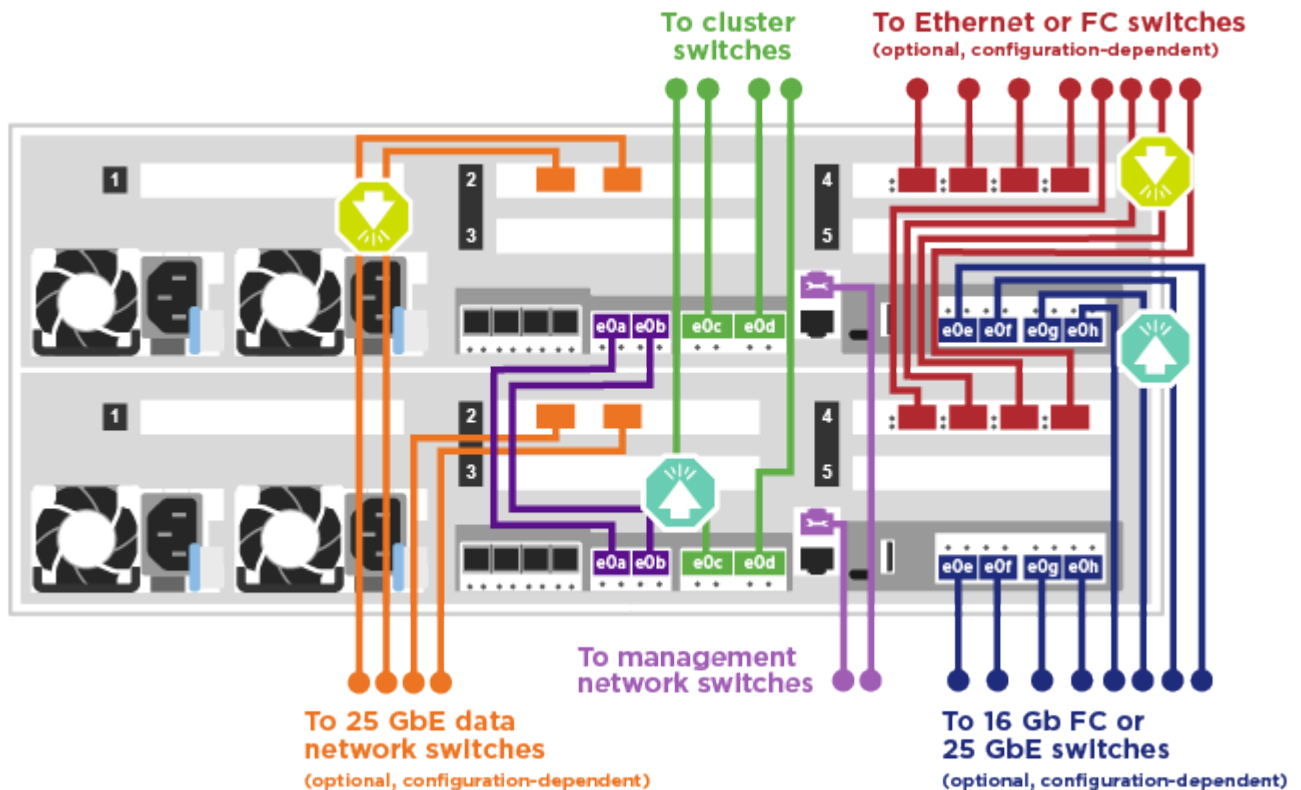 To cluster
switches
To Ethernet or FC switches
(optional, configuration-dependent)
1
2
3
4
5
e0a e0b e0c e0d
e0e e0f e0g e0h
1
2
3
4
5
e0a e0b e0c e0d
e0e e0f e0g e0h
To management
network switches
To 25 GbE data
network switches
(optional, configuration-dependent)
To 16 Gb FC or
25 GbE switches
(optional, configuration-dependent)